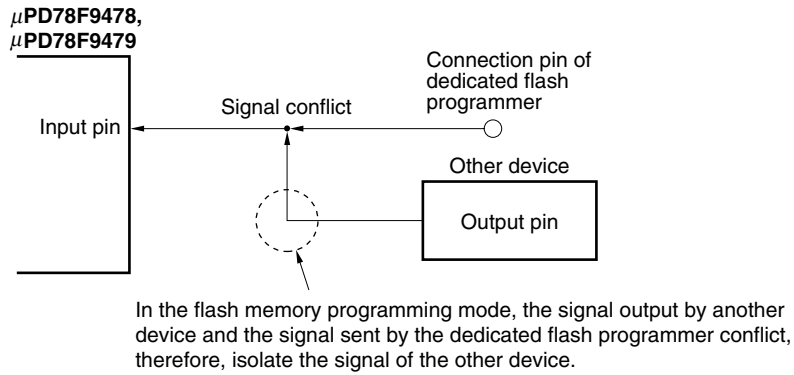 μPD78F9478,
μPD78F9479
Input pin
Signal conflict
Connection pin of
dedicated flash
programmer
Other device
Output pin
In the flash memory programming mode, the signal output by another
device and the signal sent by the dedicated flash programmer conflict,
therefore, isolate the signal of the other device.